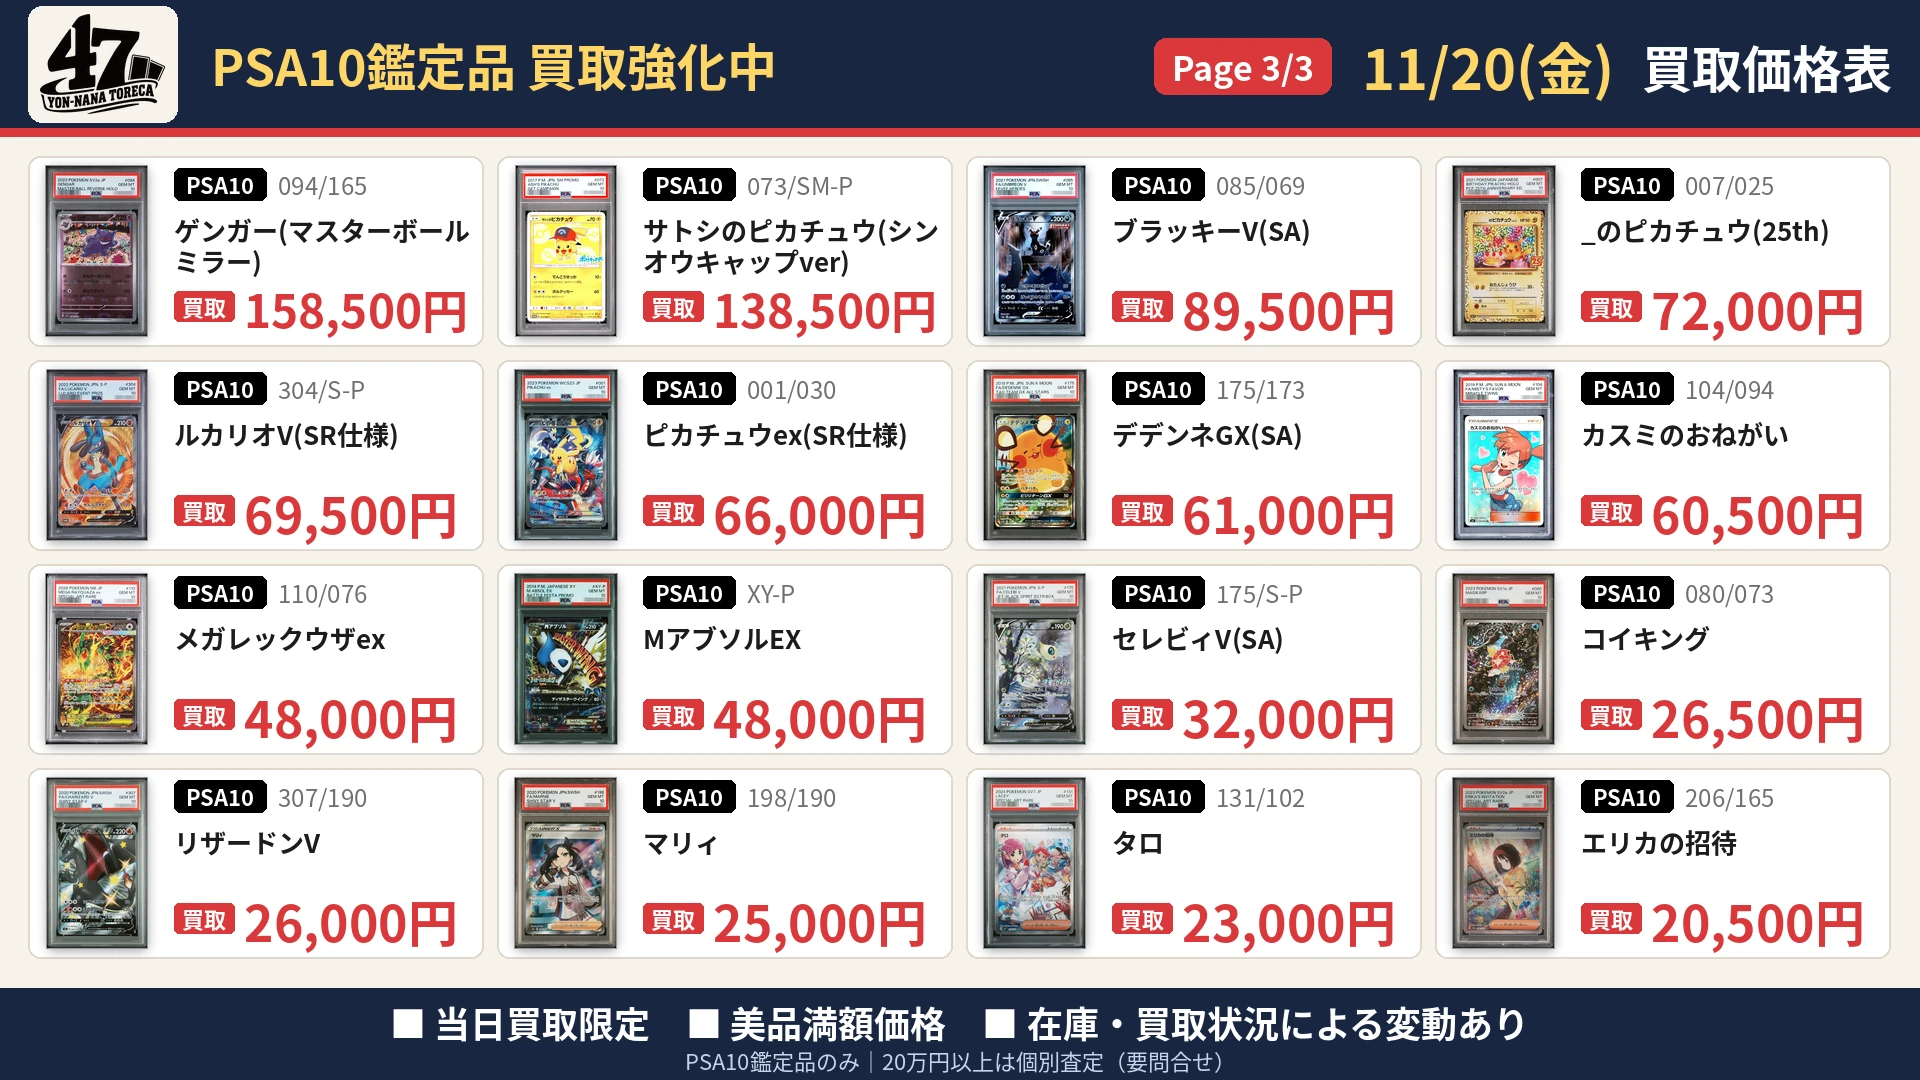 47
YON-NANA TORECA
PSA10鑑定品 買取強化中
Page 3/3
11/20(金) 買取価格表
PSA10 094/165
ゲンガー(マスターボール
ミラー)
買取 158,500円
PSA10 073/SM-P
サトシのピカチュウ(シン
オウキャップver)
買取 138,500円
PSA10 085/069
ブラッキーV(SA)
買取 89,500円
PSA10 007/025
_のピカチュウ(25th)
買取 72,000円
PSA10 304/S-P
ルカリオV(SR仕様)
買取 69,500円
PSA10 001/030
ピカチュウex(SR仕様)
買取 66,000円
PSA10 175/173
デデンネGX(SA)
買取 61,000円
PSA10 104/094
カスミのおねがい
買取 60,500円
PSA10 110/076
メガレックウザex
買取 48,000円
PSA10 XY-P
MアブソルEX
買取 48,000円
PSA10 175/S-P
セレビィV(SA)
買取 32,000円
PSA10 080/073
コイキング
買取 26,500円
PSA10 307/190
リザードンV
買取 26,000円
PSA10 198/190
マリィ
買取 25,000円
PSA10 131/102
タロ
買取 23,000円
PSA10 206/165
エリカの招待
買取 20,500円
■ 当日買取限定 ■ 美品満額価格 ■ 在庫・買取状況による変動あり
PSA10鑑定品のみ｜20万円以上は個別査定（要問合せ）